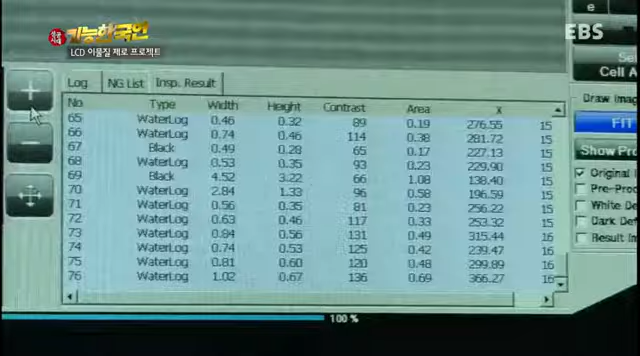 기능한국인
EBS
LCD 이물질 제로 프로젝트
Cell A
Log NG List Insp. Result
Draw Imag
FIT
Show Pro
Original I
Pre-Proc
White De
Dark Def
Result Im
No Type Width Height Contrast Area x
65 WaterLog 0.46 0.32 89 0.19 276.55 15
66 WaterLog 0.74 0.46 114 0.38 281.72 15
67 Black 0.49 0.28 65 0.17 227.13 15
68 WaterLog 0.53 0.35 93 0.23 229.90 15
69 Black 4.52 3.22 66 1.08 138.40 15
70 WaterLog 2.84 1.33 96 0.58 196.59 15
71 WaterLog 0.56 0.35 81 0.23 256.22 15
72 WaterLog 0.63 0.46 117 0.33 253.32 15
73 WaterLog 0.84 0.56 131 0.49 315.44 16
74 WaterLog 0.74 0.53 125 0.42 239.47 16
75 WaterLog 0.81 0.60 120 0.48 299.89 16
76 WaterLog 1.02 0.67 136 0.69 366.27 16
100 %